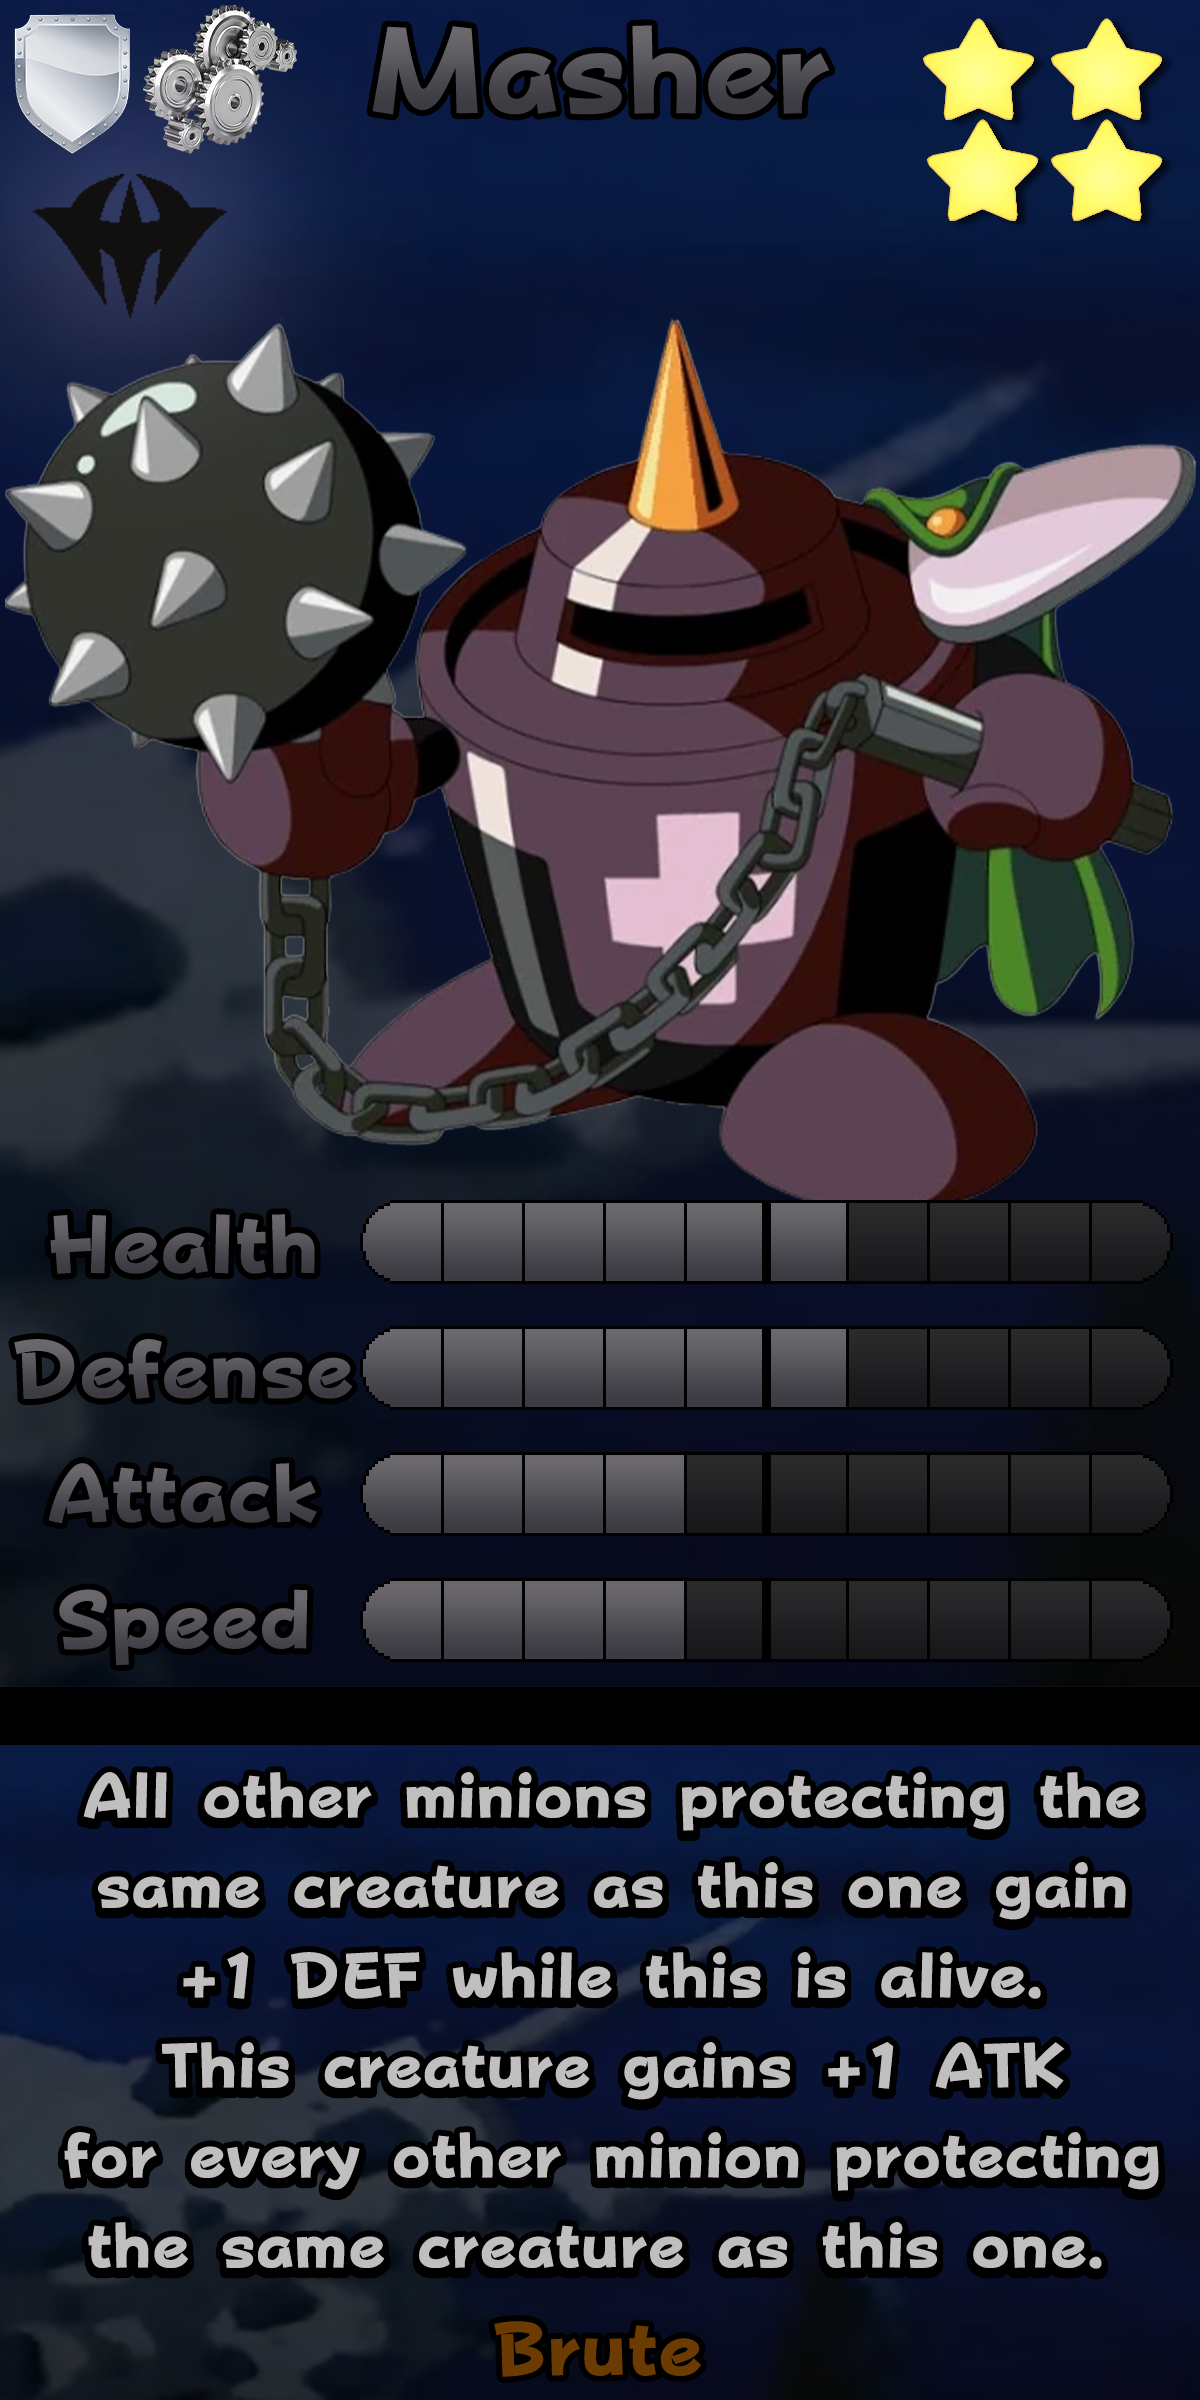 Masher
Health
Defense
Attack
Speed
All other minions protecting the
same creature as this one gain
+1 DEF while this is alive.
This creature gains +1 ATK
for every other minion protecting
the same creature as this one.
Brute